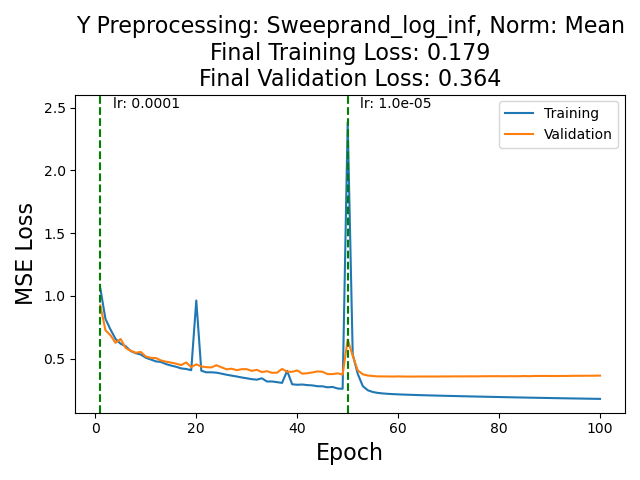 Y Preprocessing: Sweeprand_log_inf, Norm: Mean
Final Training Loss: 0.179
Final Validation Loss: 0.364
lr: 0.0001
lr: 1.0e-05
Training
Validation
2.5
2.0
1.5
1.0
0.5
MSE Loss
0
20
40
60
80
100
Epoch